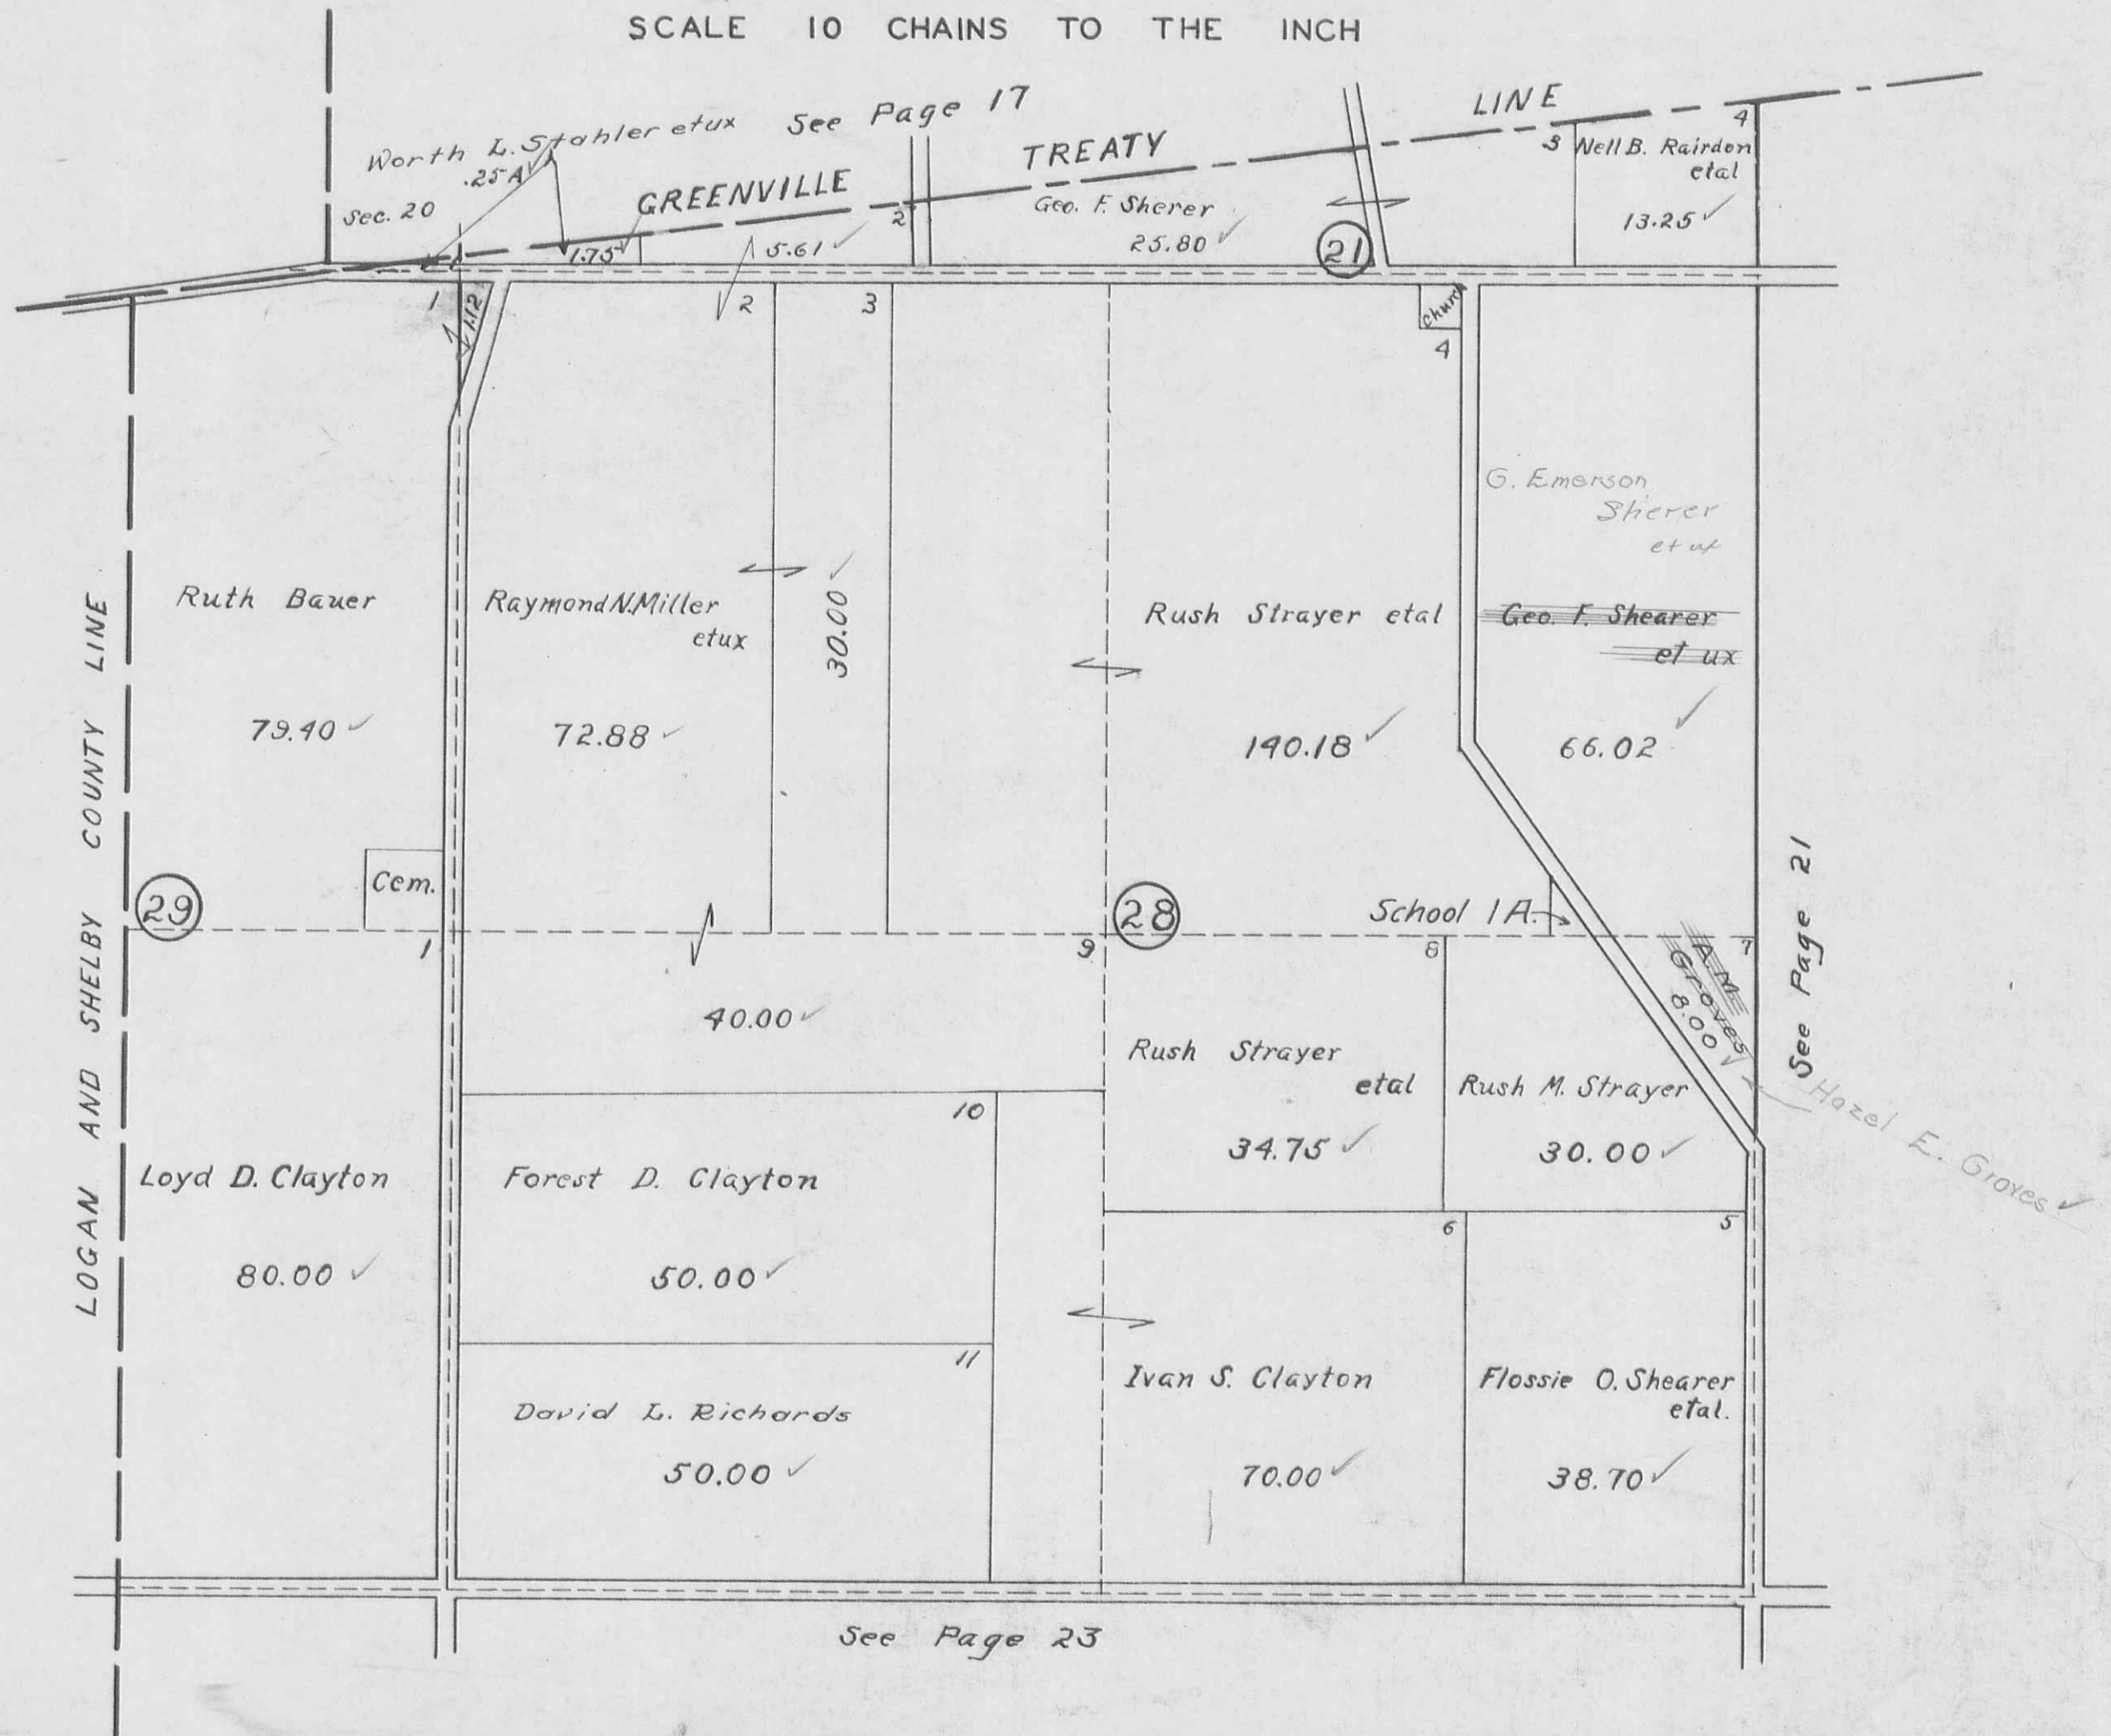 SCALE 10 CHAINS TO THE INCH
Worth L. Stahler etux See Page 17
.25 A
Sec. 20
GREENVILLE TREATY LINE
1.75
5.61
2
Geo. F. Sherer
25.80
21
3
4
Nell B. Rairdon
etal
13.25
1
1.12
2
3
Church
4
G. Emerson
Sherer
et ux
Ruth Bauer
79.40
Raymond N. Miller
etux
72.88
30.00
Rush Strayer etal
140.18
Geo. F. Shearer
et ux
66.02
LOGAN AND SHELBY COUNTY LINE
Cem.
29
28
School 1 A.
See Page 21
1
9
8
7
A. M.
Groves
8.00
Hazel E. Groves
40.00
Rush Strayer
etal
34.75
Rush M. Strayer
30.00
10
Loyd D. Clayton
80.00
Forest D. Clayton
50.00
6
5
11
David L. Richards
50.00
Ivan S. Clayton
70.00
Flossie O. Shearer
etal.
38.70
See Page 23